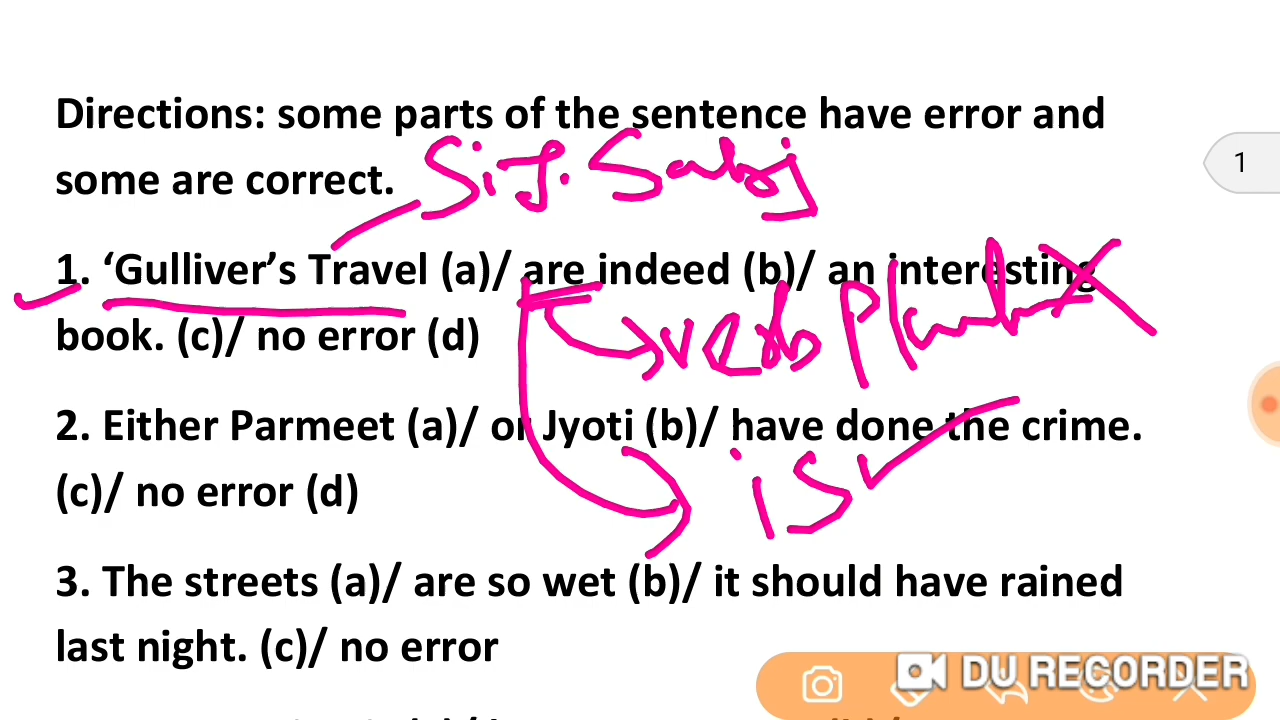 Directions: some parts of the sentence have error and
some are correct.
1. ‘Gulliver’s Travel (a)/ are indeed (b)/ an interesting
book. (c)/ no error (d)
verb
2. Either Parmeet (a)/ or Jyoti (b)/ have done the crime.
(c)/ no error (d)
is
3. The streets (a)/ are so wet (b)/ it should have rained
last night. (c)/ no error
1
DU RECORDER